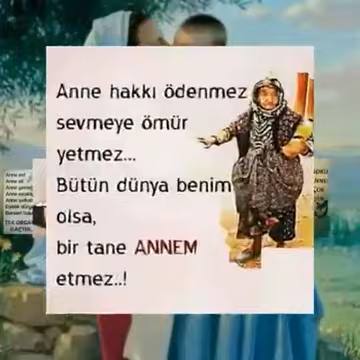 Anne hakkı ödenmez
sevmeye ömür
yetmez...
Bütün dünya benim
olsa,
bir tane ANNEM
etmez..!